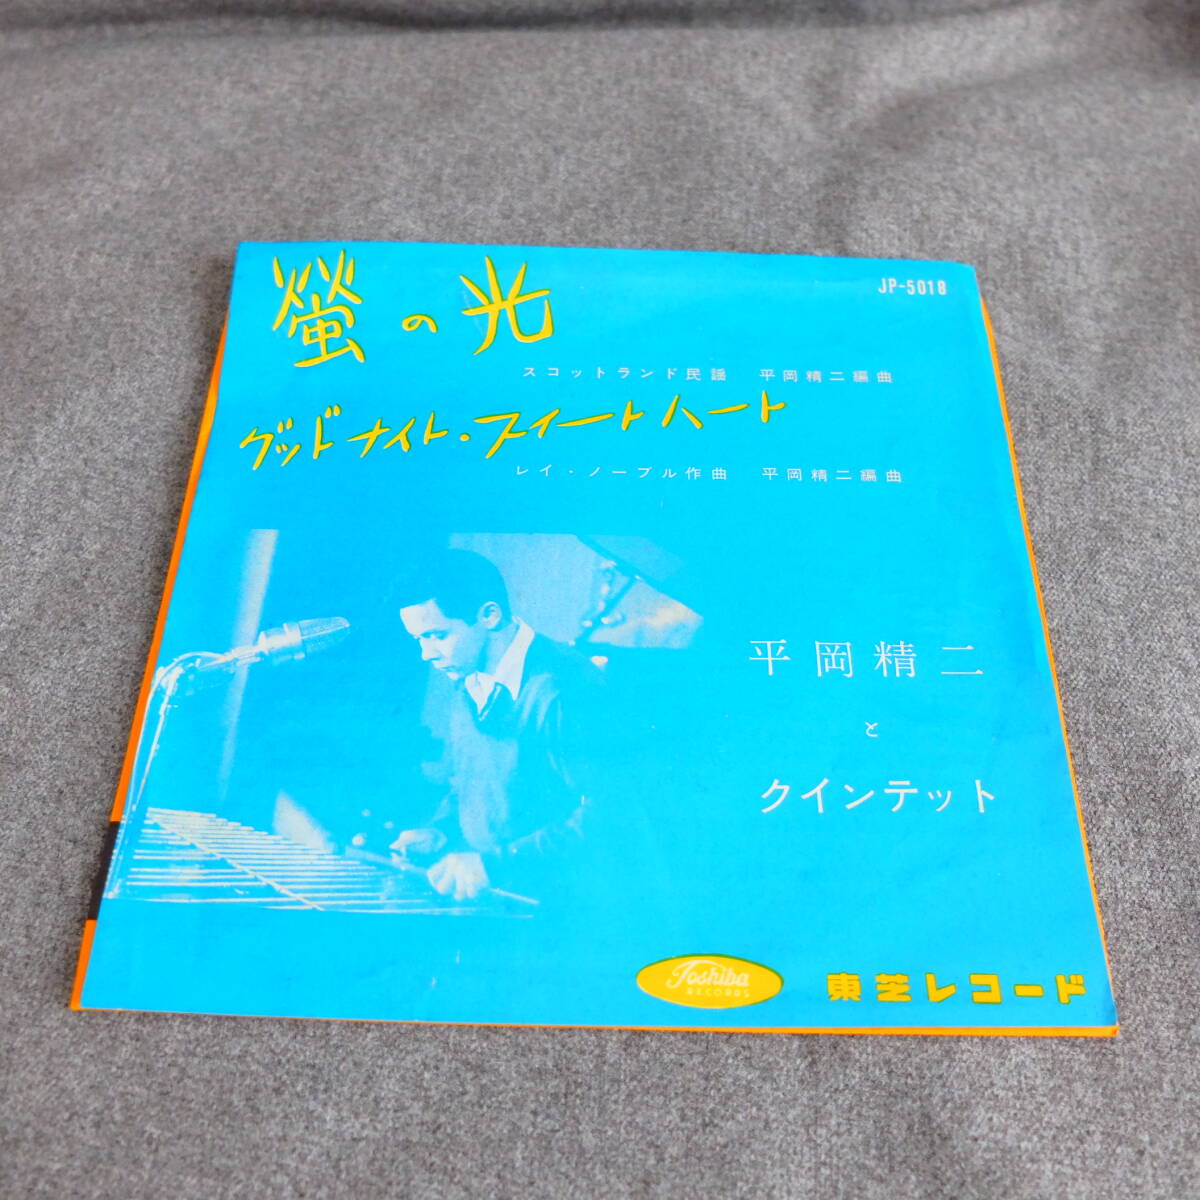 JP-5018
螢の光
スコットランド民謡 平岡精二編曲
グッドナイト・スイートハート
レイ・ノーブル作曲 平岡精二編曲
平岡精二
と
クインテット
Toshiba
RECORDS
東芝レコード